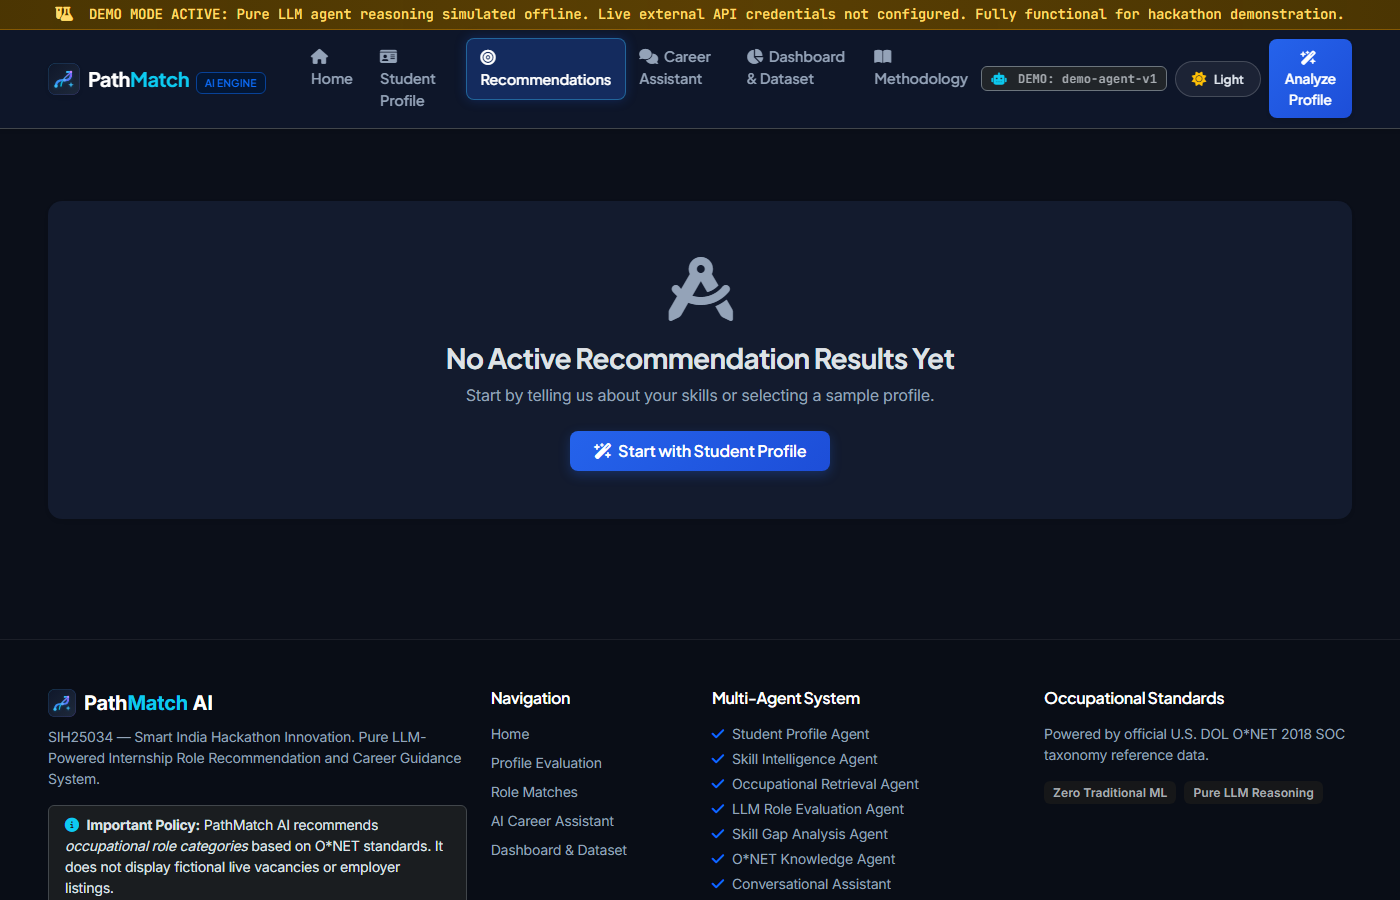 DEMO MODE ACTIVE: Pure LLM agent reasoning simulated offline. Live external API credentials not configured. Fully functional for hackathon demonstration.
PathMatch AI ENGINE
Home
Student
Profile
Recommendations
Career
Assistant
Dashboard
& Dataset
Methodology
DEMO: demo-agent-v1
Light
Analyze
Profile
No Active Recommendation Results Yet
Start by telling us about your skills or selecting a sample profile.
Start with Student Profile
PathMatch AI
SIH25034 — Smart India Hackathon Innovation. Pure LLM-
Powered Internship Role Recommendation and Career Guidance
System.
Important Policy: PathMatch AI recommends
occupational role categories based on O*NET standards. It
does not display fictional live vacancies or employer
listings.
Navigation
Home
Profile Evaluation
Role Matches
AI Career Assistant
Dashboard & Dataset
Multi-Agent System
Student Profile Agent
Skill Intelligence Agent
Occupational Retrieval Agent
LLM Role Evaluation Agent
Skill Gap Analysis Agent
O*NET Knowledge Agent
Conversational Assistant
Occupational Standards
Powered by official U.S. DOL O*NET 2018 SOC
taxonomy reference data.
Zero Traditional ML
Pure LLM Reasoning